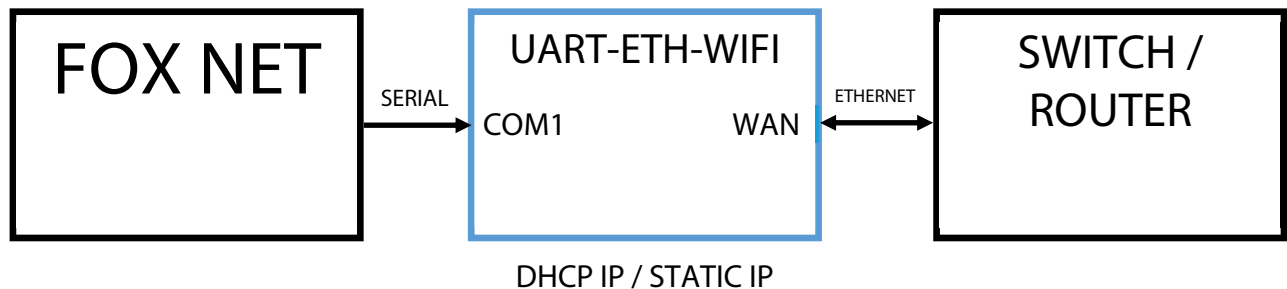 FOX NET
SERIAL
UART-ETH-WIFI
COM1
WAN
ETHERNET
SWITCH /
ROUTER
DHCP IP / STATIC IP